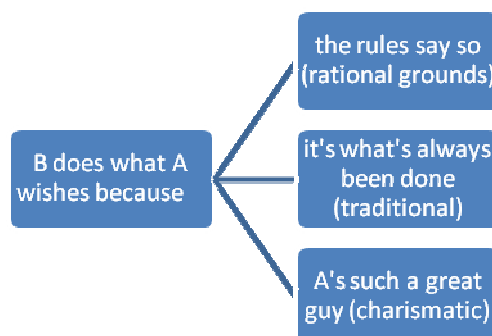 B does what A
wishes because
the rules say so
(rational grounds)
it's what's always
been done
(traditional)
A's such a great
guy (charismatic)